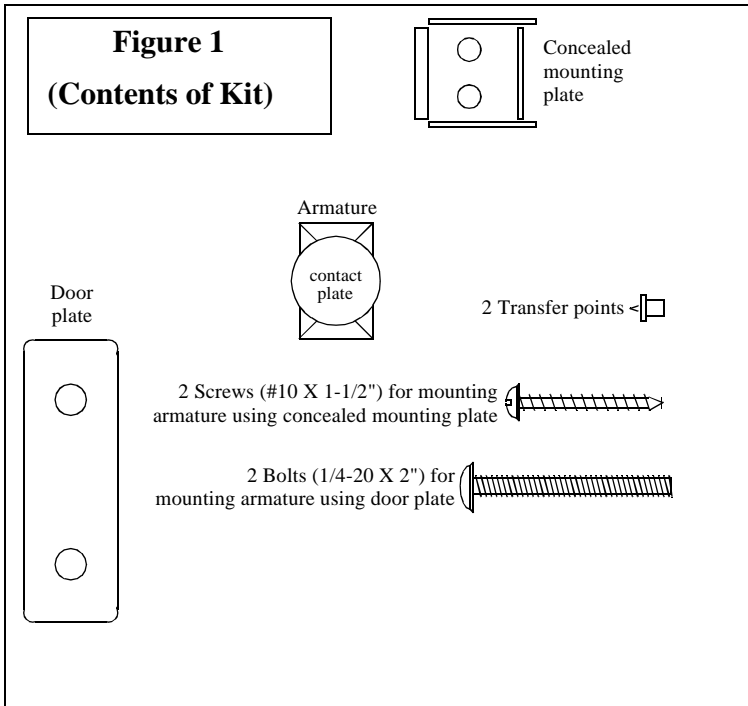 Figure 1
(Contents of Kit)
Concealed
mounting
plate
Armature
contact
plate
Door
plate
2 Transfer points
2 Screws (#10 X 1-1/2") for mounting
armature using concealed mounting plate
2 Bolts (1/4-20 X 2") for
mounting armature using door plate